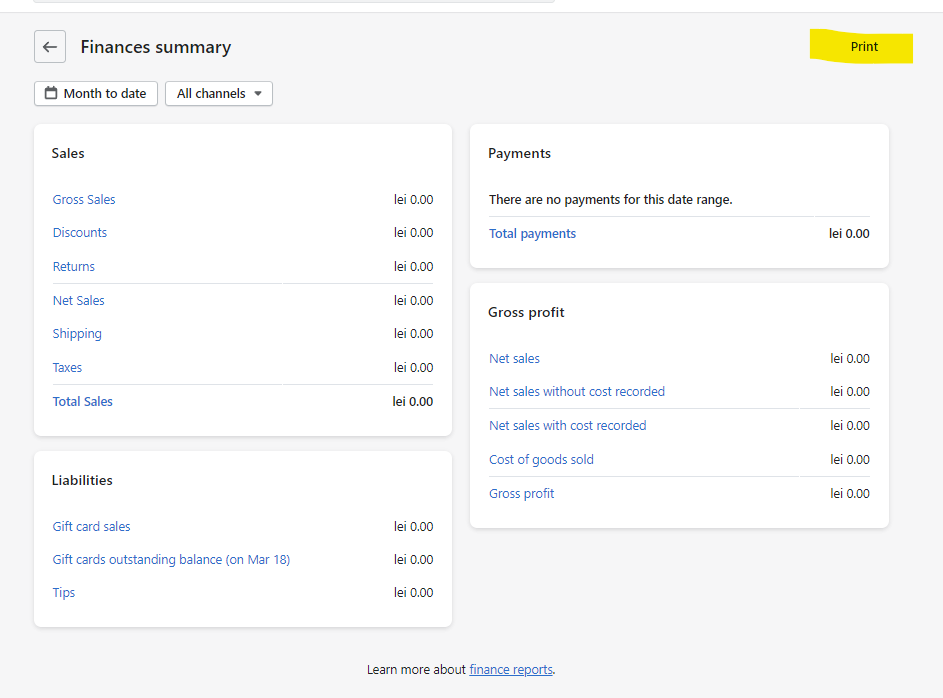 Finances summary
Print
Month to date
All channels
Sales
Gross Sales lei 0.00
Discounts lei 0.00
Returns lei 0.00
Net Sales lei 0.00
Shipping lei 0.00
Taxes lei 0.00
Total Sales lei 0.00
Liabilities
Gift card sales lei 0.00
Gift cards outstanding balance (on Mar 18) lei 0.00
Tips lei 0.00
Payments
There are no payments for this date range.
Total payments lei 0.00
Gross profit
Net sales lei 0.00
Net sales without cost recorded lei 0.00
Net sales with cost recorded lei 0.00
Cost of goods sold lei 0.00
Gross profit lei 0.00
Learn more about finance reports.